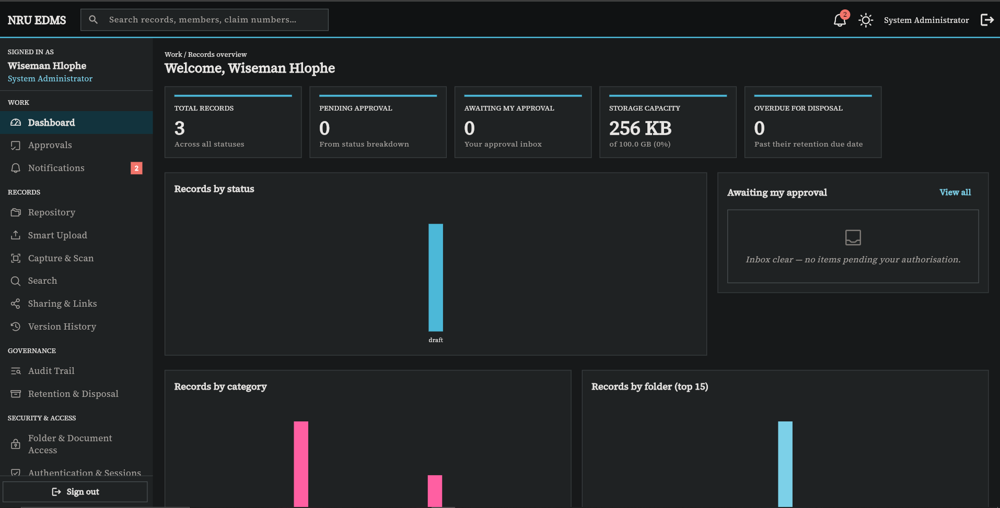 NRU EDMS
Search records, members, claim numbers...
2
System Administrator
SIGNED IN AS
Wiseman Hlophe
System Administrator
WORK
Dashboard
Approvals
Notifications
2
RECORDS
Repository
Smart Upload
Capture & Scan
Search
Sharing & Links
Version History
GOVERNANCE
Audit Trail
Retention & Disposal
SECURITY & ACCESS
Folder & Document
Access
Authentication & Sessions
Sign out
Work / Records overview
Welcome, Wiseman Hlophe
TOTAL RECORDS
3
Across all statuses
PENDING APPROVAL
0
From status breakdown
AWAITING MY APPROVAL
0
Your approval inbox
STORAGE CAPACITY
256 KB
of 100.0 GB (0%)
OVERDUE FOR DISPOSAL
0
Past their retention due date
Records by status
draft
Awaiting my approval
View all
Inbox clear — no items pending your authorisation.
Records by category
Records by folder (top 15)